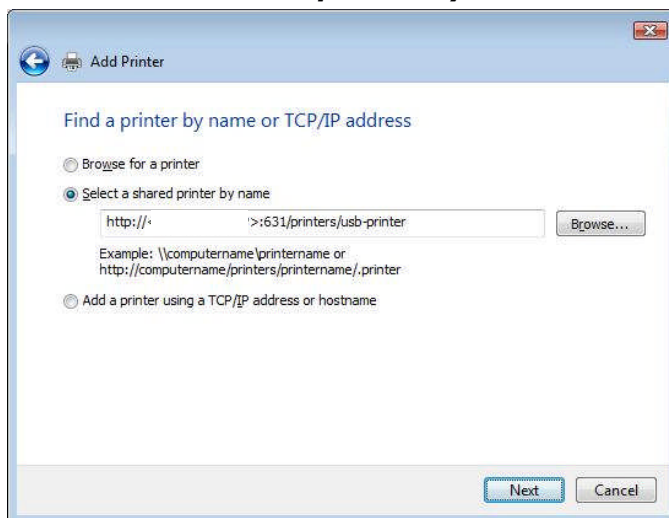 Add Printer
Find a printer by name or TCP/IP address
Browse for a printer
Select a shared printer by name
http://< >:631/printers/usb-printer
Browse...
Example: \\computername\printername or
http://computername/printers/printername/.printer
Add a printer using a TCP/IP address or hostname
Next
Cancel